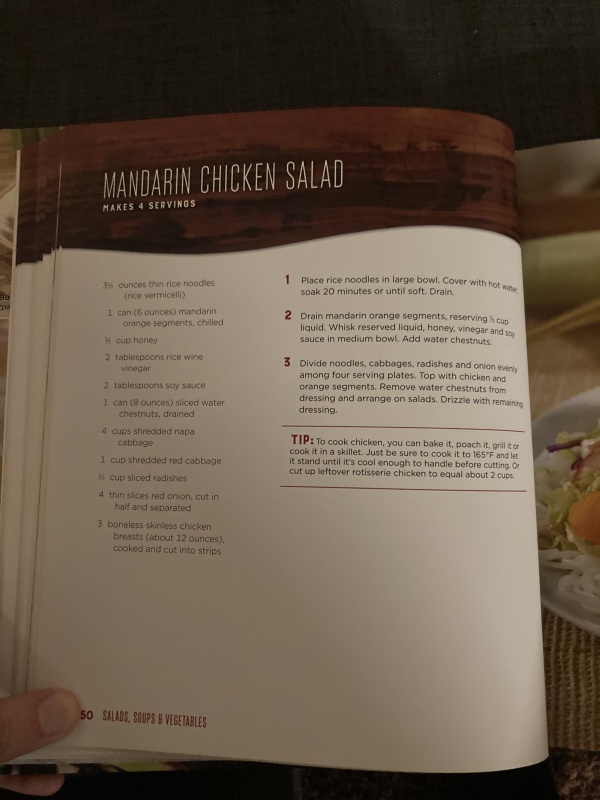 MANDARIN CHICKEN SALAD
MAKES 4 SERVINGS
3½ ounces thin rice noodles
(rice vermicelli)
1 can (6 ounces) mandarin
orange segments, chilled
⅓ cup honey
2 tablespoons rice wine
vinegar
2 tablespoons soy sauce
1 can (8 ounces) sliced water
chestnuts, drained
4 cups shredded napa
cabbage
1 cup shredded red cabbage
½ cup sliced radishes
4 thin slices red onion, cut in
half and separated
3 boneless skinless chicken
breasts (about 12 ounces),
cooked and cut into strips
1 Place rice noodles in large bowl. Cover with hot water;
soak 20 minutes or until soft. Drain.
2 Drain mandarin orange segments, reserving ⅓ cup
liquid. Whisk reserved liquid, honey, vinegar and soy
sauce in medium bowl. Add water chestnuts.
3 Divide noodles, cabbages, radishes and onion evenly
among four serving plates. Top with chicken and
orange segments. Remove water chestnuts from
dressing and arrange on salads. Drizzle with remaining
dressing.
TIP: To cook chicken, you can bake it, poach it, grill it or
cook it in a skillet. Just be sure to cook it to 165°F and let
it stand until it's cool enough to handle before cutting. Or
cut up leftover rotisserie chicken to equal about 2 cups.
50 SALADS, SOUPS & VEGETABLES